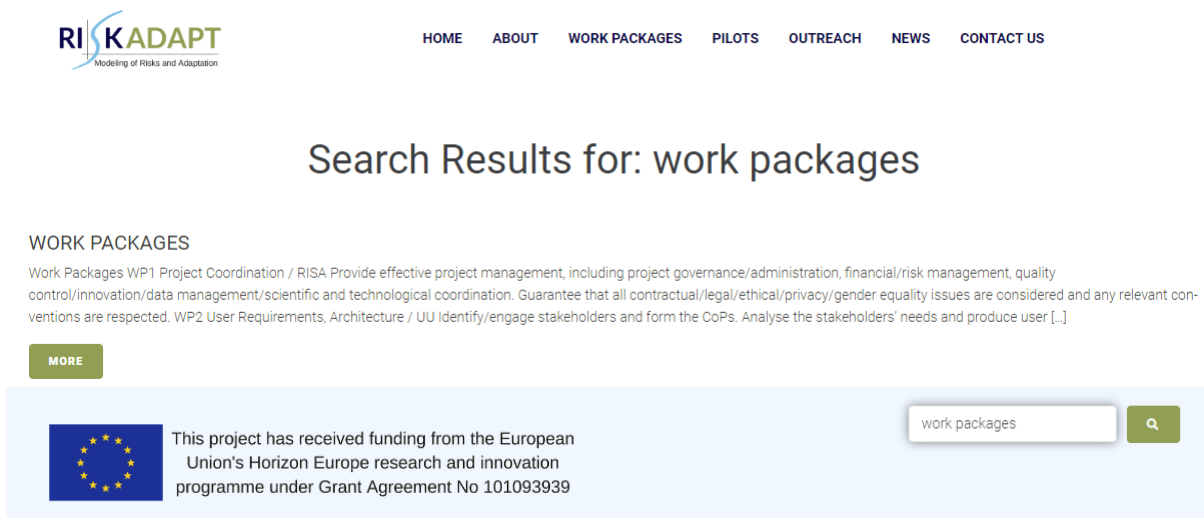 RISKADAPT
Modeling of Risks and Adaptation
HOME ABOUT WORK PACKAGES PILOTS OUTREACH NEWS CONTACT US
Search Results for: work packages
WORK PACKAGES
Work Packages WP1 Project Coordination / RISA Provide effective project management, including project governance/administration, financial/risk management, quality
control/innovation/data management/scientific and technological coordination. Guarantee that all contractual/legal/ethical/privacy/gender equality issues are considered and any relevant con-
ventions are respected. WP2 User Requirements, Architecture / UU Identify/engage stakeholders and form the CoPs. Analyse the stakeholders’ needs and produce user [...]
MORE
work packages
This project has received funding from the European
Union's Horizon Europe research and innovation
programme under Grant Agreement No 101093939